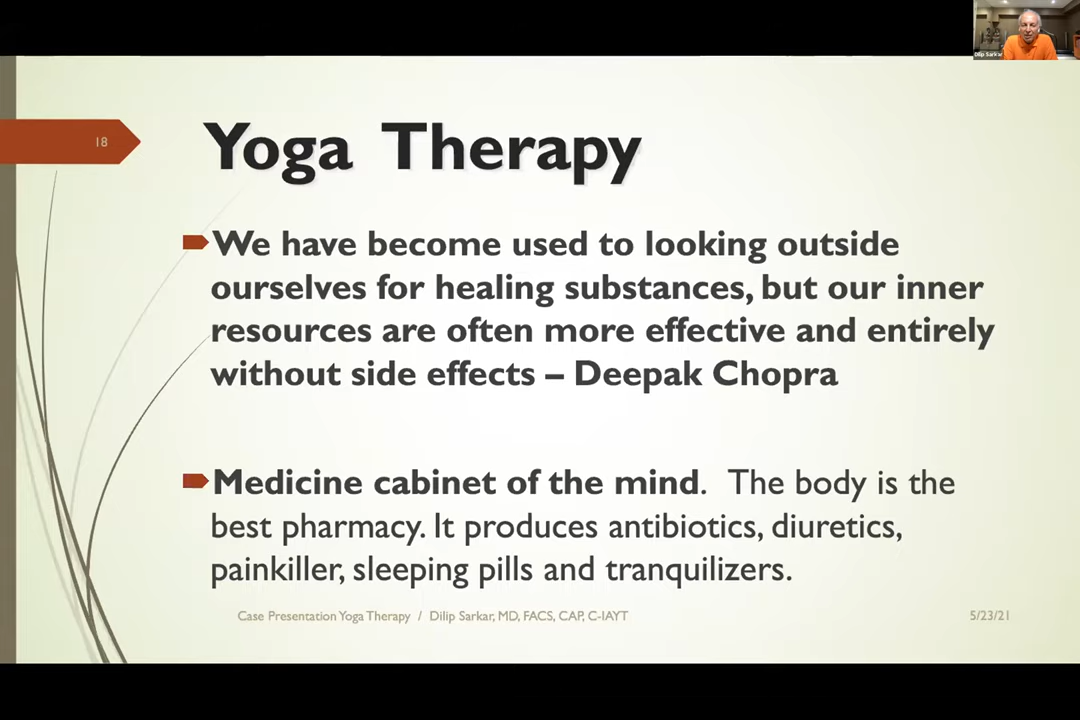 Dilip Sarkar
18
Yoga Therapy
We have become used to looking outside
ourselves for healing substances, but our inner
resources are often more effective and entirely
without side effects – Deepak Chopra
Medicine cabinet of the mind. The body is the
best pharmacy. It produces antibiotics, diuretics,
painkiller, sleeping pills and tranquilizers.
Case Presentation Yoga Therapy / Dilip Sarkar, MD, FACS, CAP, C-IAYT
5/23/21